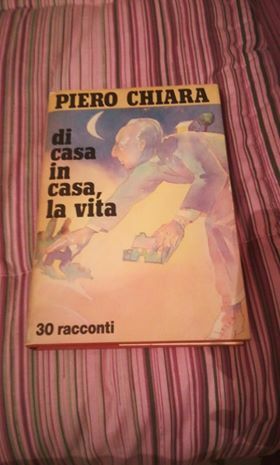 PIERO CHIARA
di
casa
in
casa,
la vita
30 racconti